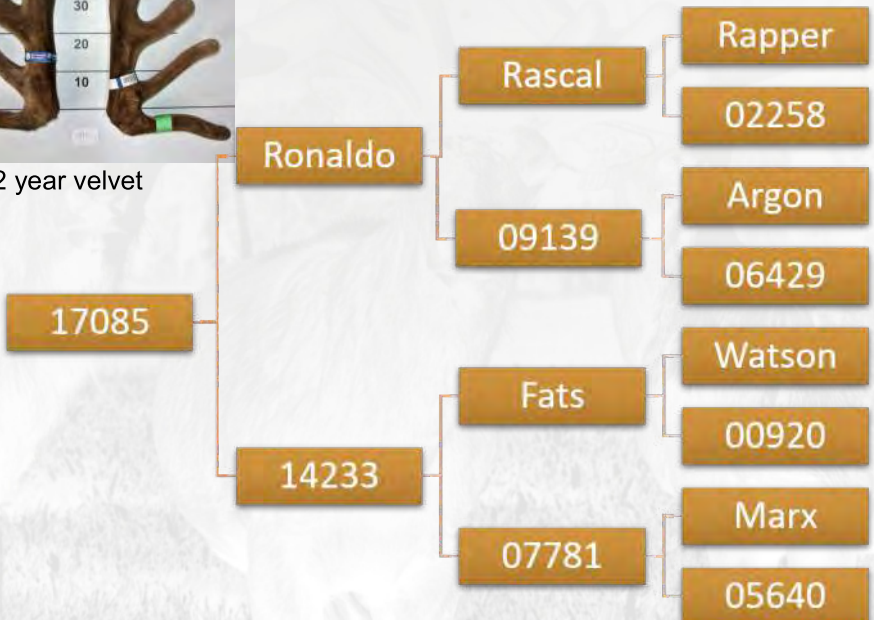 30
20
10
2 year velvet
17085
Ronaldo
14233
Rascal
09139
Fats
07781
Rapper
02258
Argon
06429
Watson
00920
Marx
05640